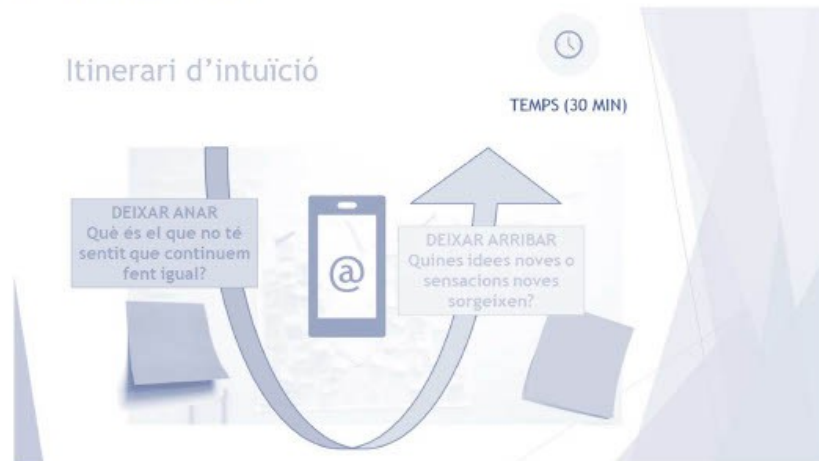 Itinerari d'intuïció
TEMPS (30 MIN)
DEIXAR ANAR
Què és el que no té
sentit que continuem
fent igual?
@
DEIXAR ARRIBAR
Quines idees noves o
sensacions noves
sorgeixen?